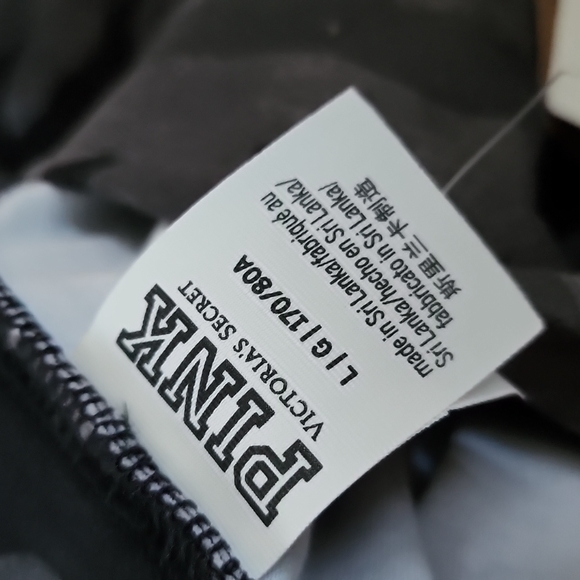 PINK
VICTORIA'S SECRET
L | G | 170/80A
made in Sri Lanka/fabriqué au
Sri Lanka/hecho en Sri Lanka/
fabricato in Sri Lanka/
斯里兰卡制造